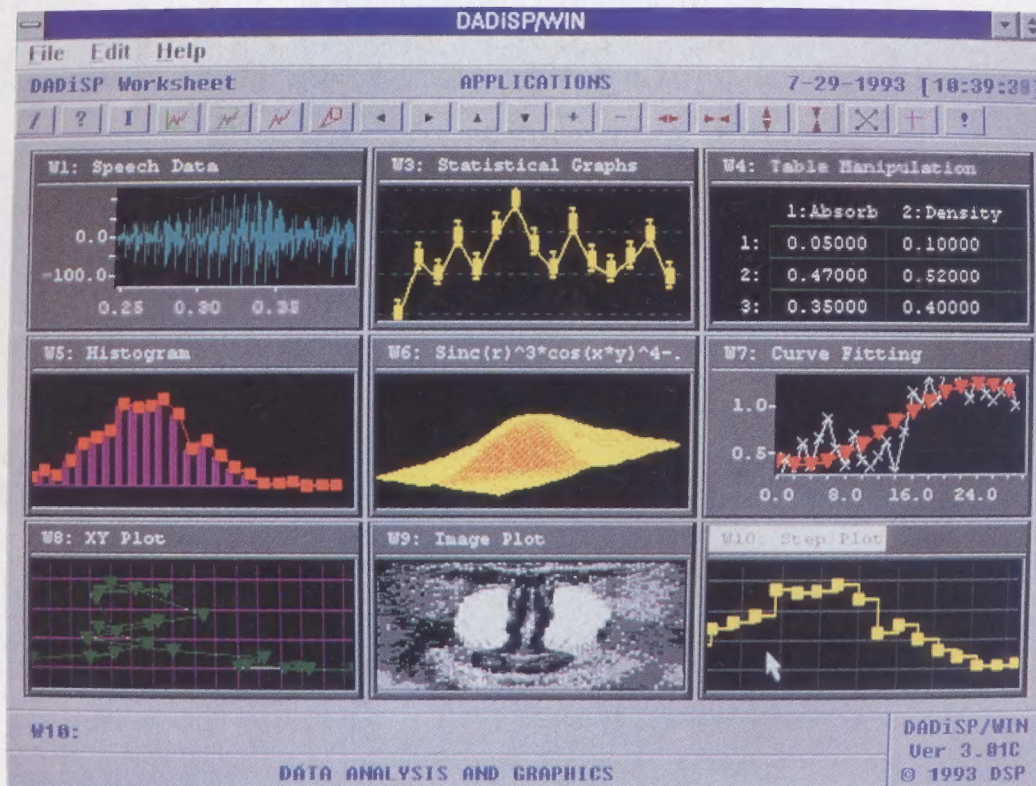 DADiSP/WIN
File Edit Help
DADiSP Worksheet APPLICATIONS 7-29-1993 [10:39:38]
/ ? I + - !
W1: Speech Data
0.0
-100.0
0.25 0.30 0.35
W3: Statistical Graphs
W4: Table Manipulation
1:Absorb 2:Density
1: 0.05000 0.10000
2: 0.47000 0.52000
3: 0.35000 0.40000
W5: Histogram
W6: Sinc(r)^3*cos(x*y)^4-.
W7: Curve Fitting
1.0
0.5
0.0 8.0 16.0 24.0
W8: XY Plot
W9: Image Plot
W10: Step Plot
W10:
DATA ANALYSIS AND GRAPHICS
DADiSP/WIN
Ver 3.01C
© 1993 DSP